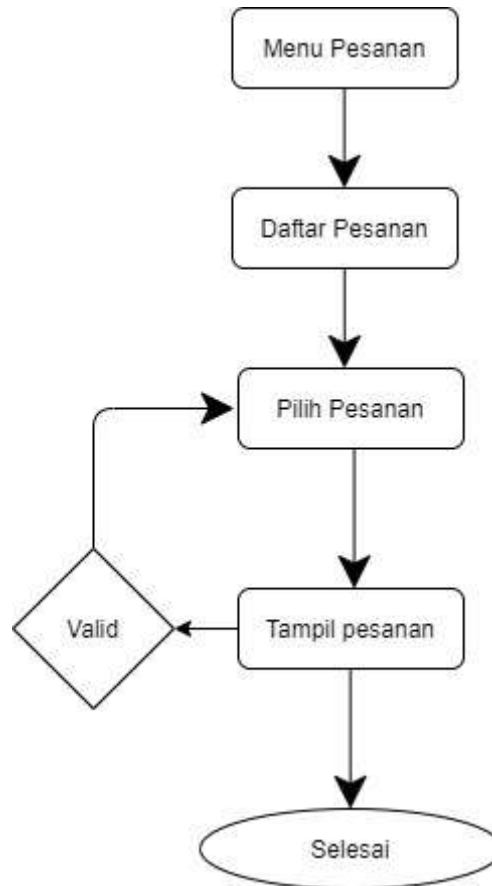 Menu Pesanan
Daftar Pesanan
Pilih Pesanan
Valid
Tampil pesanan
Selesai